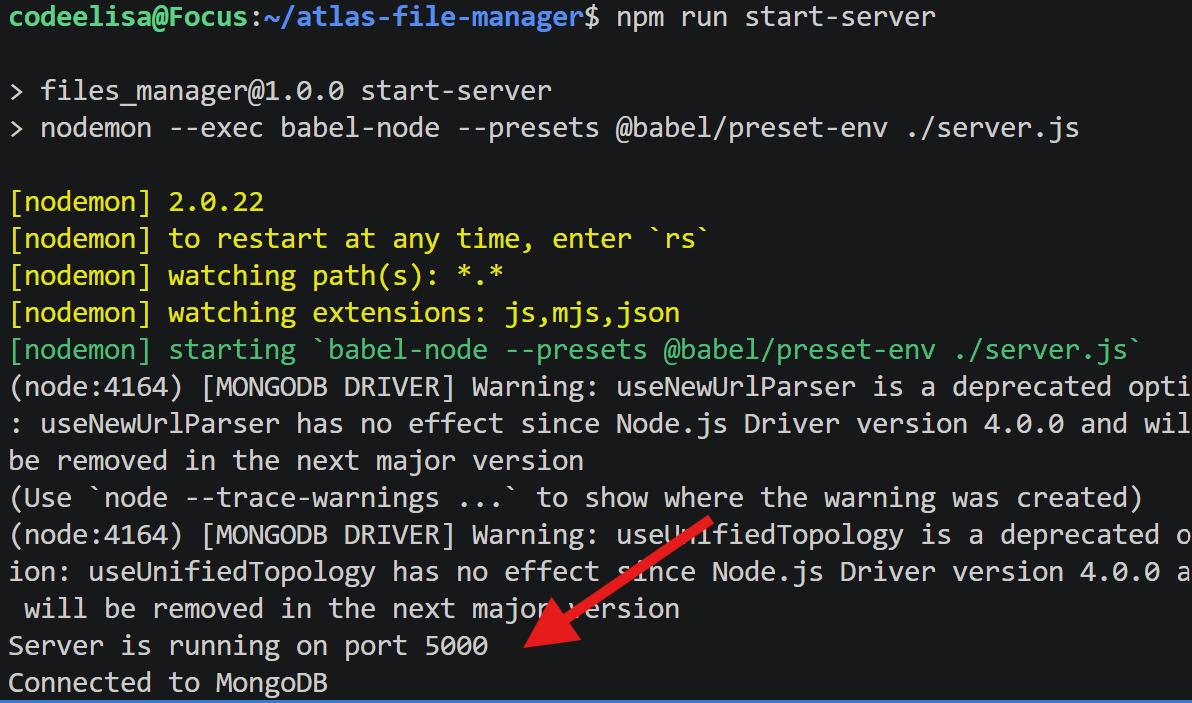 codeelisa@Focus:~/atlas-file-manager$ npm run start-server
> files_manager@1.0.0 start-server
> nodemon --exec babel-node --presets @babel/preset-env ./server.js
[nodemon] 2.0.22
[nodemon] to restart at any time, enter `rs`
[nodemon] watching path(s): *.*
[nodemon] watching extensions: js,mjs,json
[nodemon] starting `babel-node --presets @babel/preset-env ./server.js`
(node:4164) [MONGODB DRIVER] Warning: useNewUrlParser is a deprecated opti
: useNewUrlParser has no effect since Node.js Driver version 4.0.0 and wil
be removed in the next major version
(Use `node --trace-warnings ...` to show where the warning was created)
(node:4164) [MONGODB DRIVER] Warning: useUnifiedTopology is a deprecated o
ion: useUnifiedTopology has no effect since Node.js Driver version 4.0.0 a
will be removed in the next major version
Server is running on port 5000
Connected to MongoDB